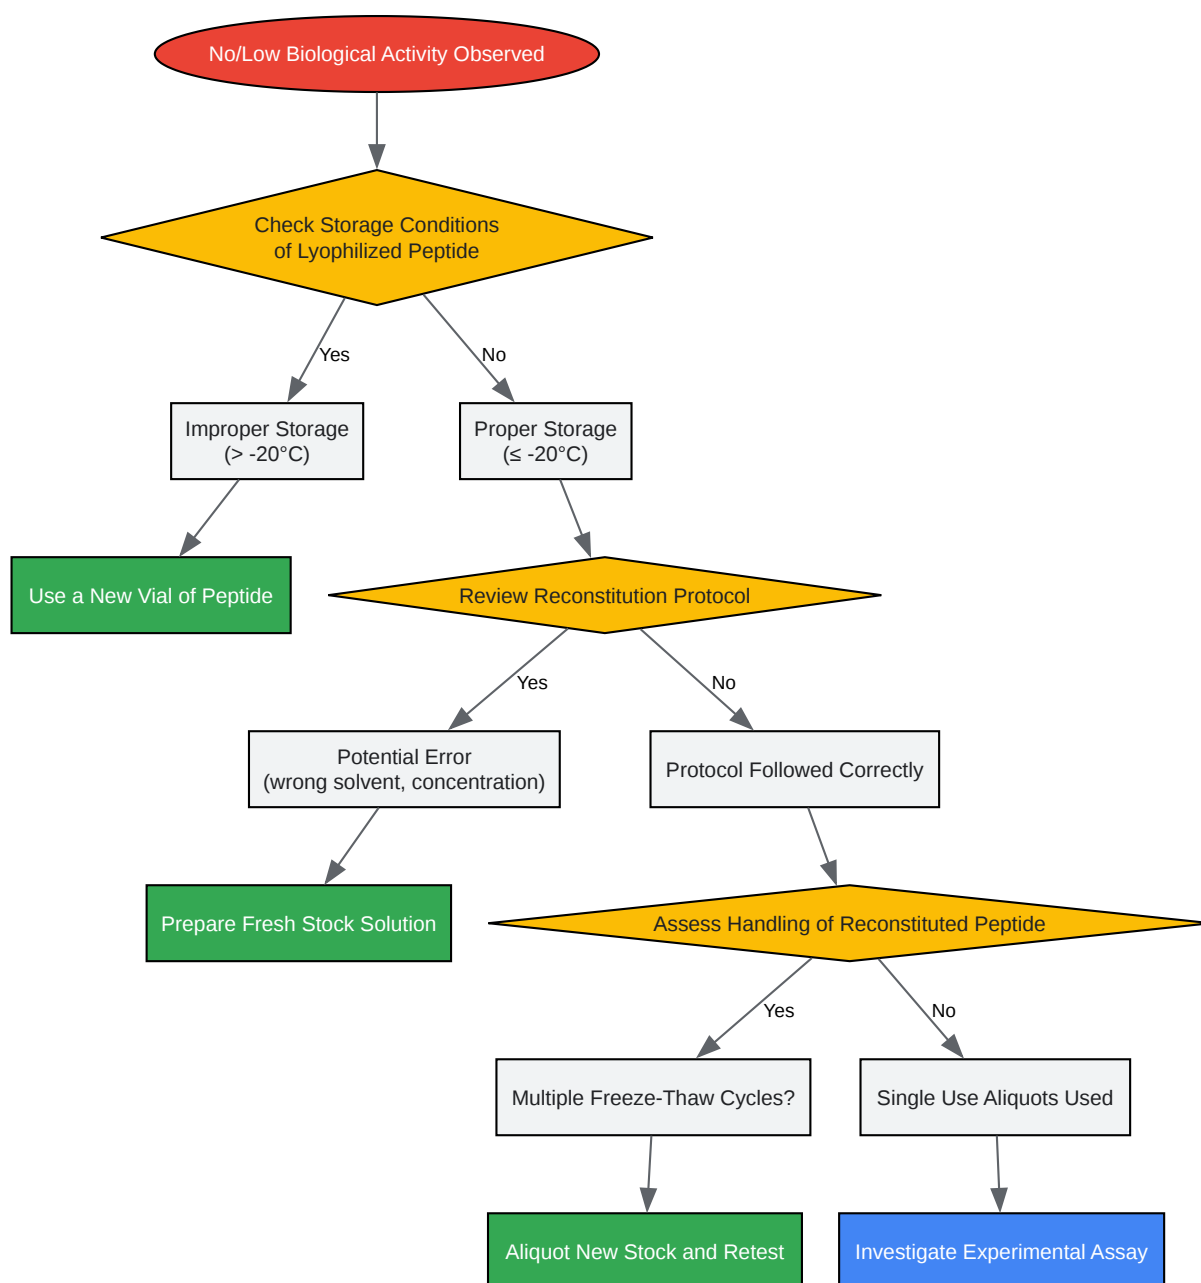 No/Low Biological Activity Observed
Check Storage Conditions
of Lyophilized Peptide
Yes
No
Improper Storage
(> -20°C)
Proper Storage
(≤ -20°C)
Use a New Vial of Peptide
Review Reconstitution Protocol
Yes
No
Potential Error
(wrong solvent, concentration)
Protocol Followed Correctly
Prepare Fresh Stock Solution
Assess Handling of Reconstituted Peptide
Yes
No
Multiple Freeze-Thaw Cycles?
Single Use Aliquots Used
Aliquot New Stock and Retest
Investigate Experimental Assay